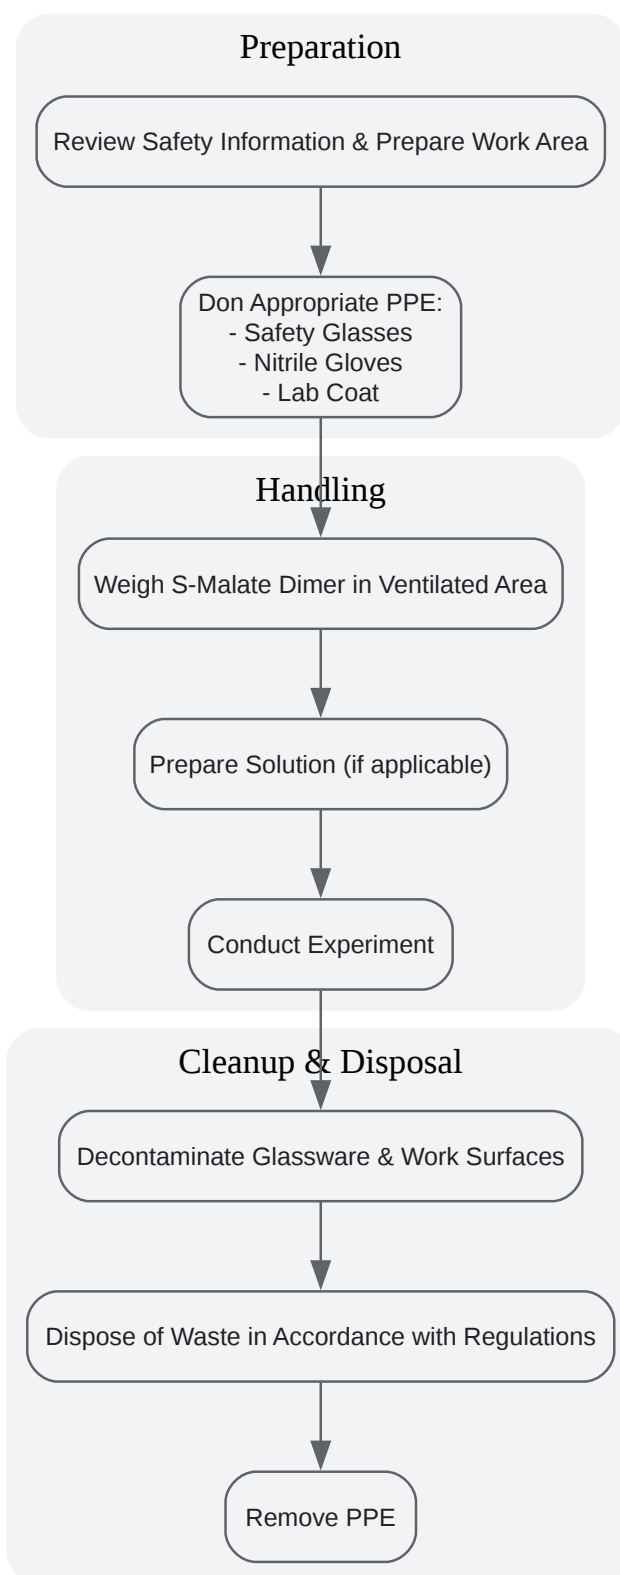 Preparation
Review Safety Information & Prepare Work Area
Don Appropriate PPE:
- Safety Glasses
- Nitrile Gloves
- Lab Coat
Handling
Weigh S-Malate Dimer in Ventilated Area
Prepare Solution (if applicable)
Conduct Experiment
Cleanup & Disposal
Decontaminate Glassware & Work Surfaces
Dispose of Waste in Accordance with Regulations
Remove PPE